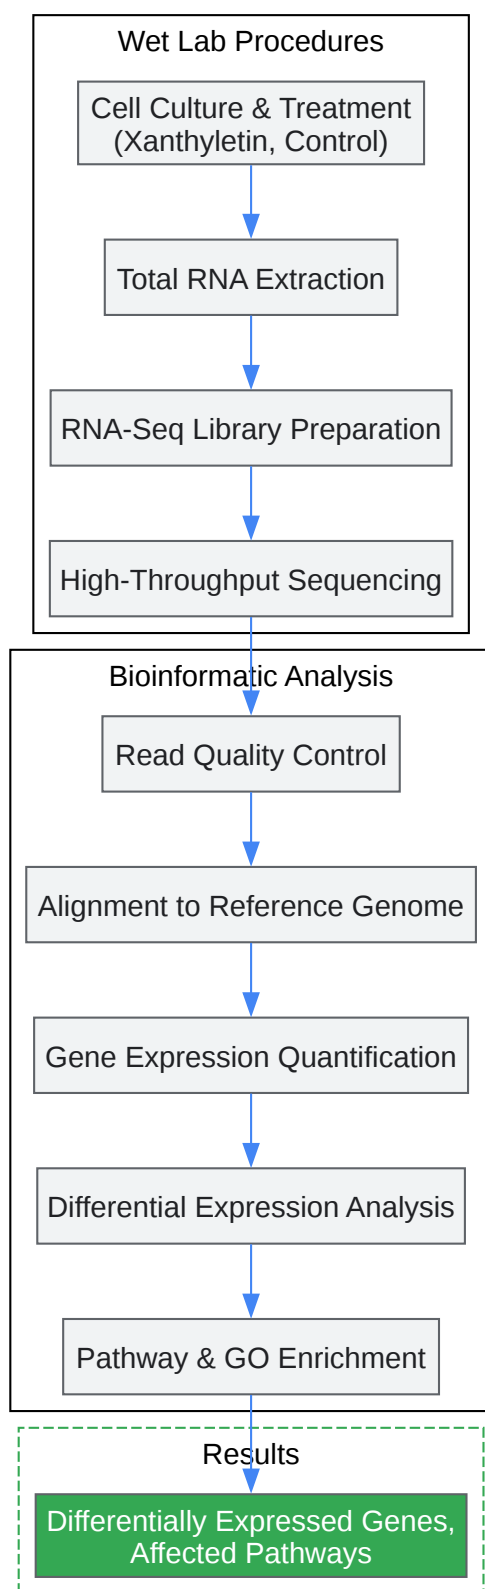 Wet Lab Procedures
Cell Culture & Treatment
(Xanthyletin, Control)
Total RNA Extraction
RNA-Seq Library Preparation
High-Throughput Sequencing
Bioinformatic Analysis
Read Quality Control
Alignment to Reference Genome
Gene Expression Quantification
Differential Expression Analysis
Pathway & GO Enrichment
Results
Differentially Expressed Genes,
Affected Pathways